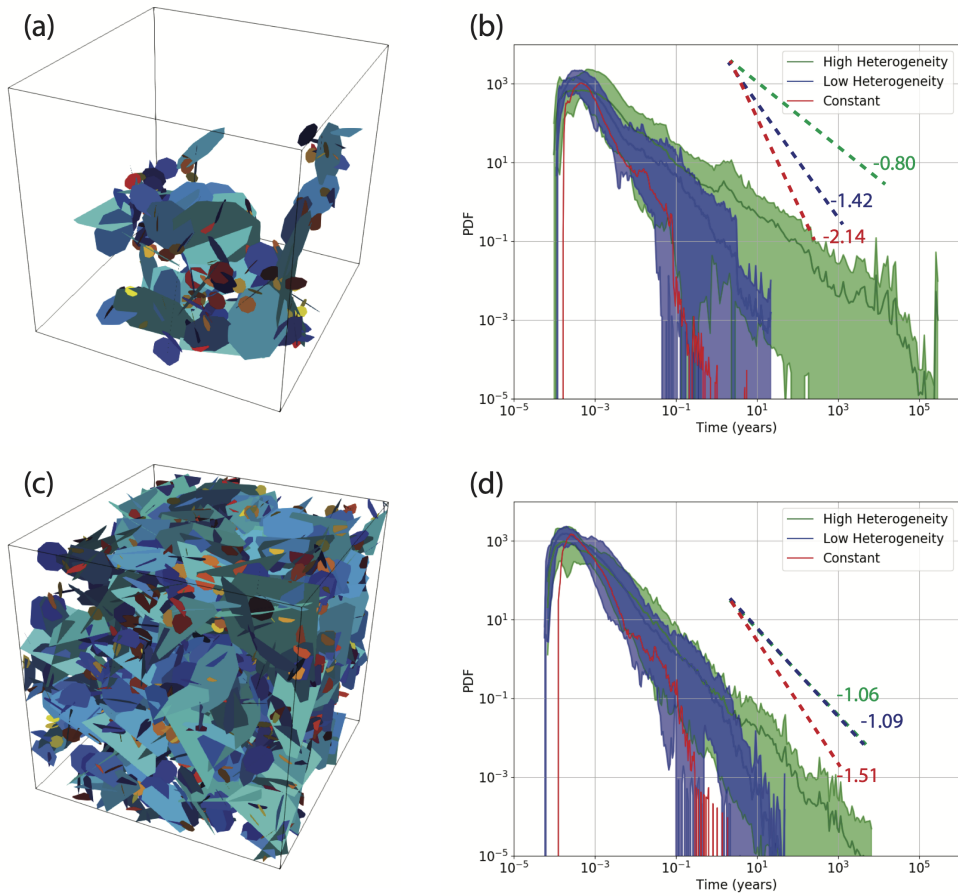 (a)
(b)
High Heterogeneity
Low Heterogeneity
Constant
10³
10¹
10⁻¹
10⁻³
10⁻⁵
PDF
-0.80
-1.42
-2.14
10⁻⁵
10⁻³
10⁻¹
10¹
10³
10⁵
Time (years)
(c)
(d)
High Heterogeneity
Low Heterogeneity
Constant
10³
10¹
10⁻¹
10⁻³
10⁻⁵
PDF
-1.06
-1.09
-1.51
10⁻⁵
10⁻³
10⁻¹
10¹
10³
10⁵
Time (years)